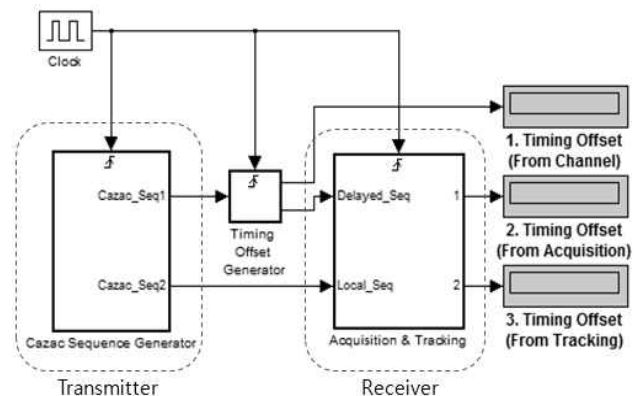 Clock
Cazac_Seq1
Cazac_Seq2
Cazac Sequence Generator
Transmitter
Timing
Offset
Generator
Delayed_Seq
Local_Seq
1
2
Acquisition & Tracking
Receiver
1. Timing Offset
(From Channel)
2. Timing Offset
(From Acquisition)
3. Timing Offset
(From Tracking)